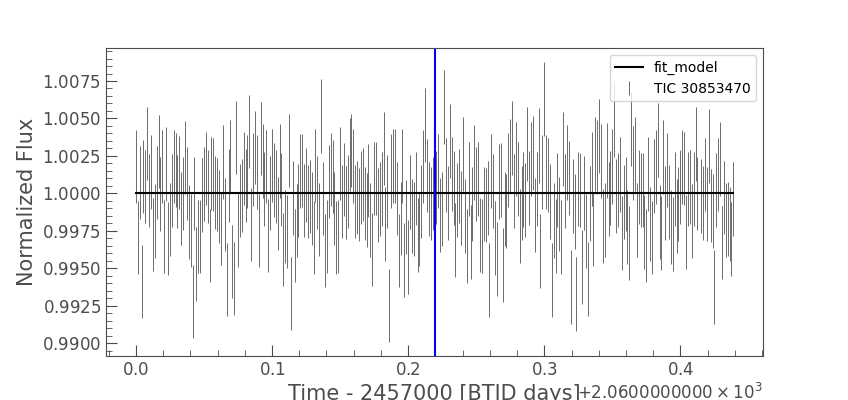 fit_model
TIC 30853470
1.0075
1.0050
1.0025
1.0000
0.9975
0.9950
0.9925
0.9900
Normalized Flux
0.0 0.1 0.2 0.3 0.4
Time - 2457000 [BTJD days]
+2.0600000000 × 10³